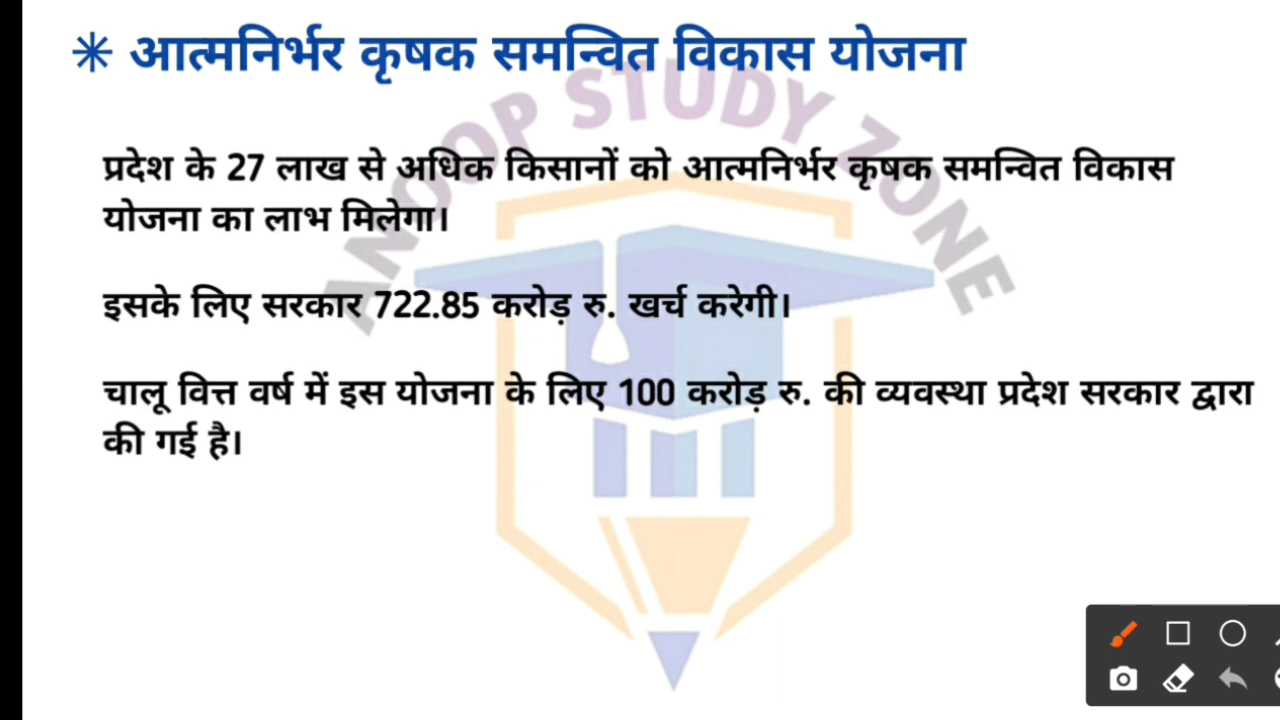 ✳ आत्मनिर्भर कृषक समन्वित विकास योजना
ANOOP STUDY ZONE
प्रदेश के 27 लाख से अधिक किसानों को आत्मनिर्भर कृषक समन्वित विकास
योजना का लाभ मिलेगा।
इसके लिए सरकार 722.85 करोड़ रु. खर्च करेगी।
चालू वित्त वर्ष में इस योजना के लिए 100 करोड़ रु. की व्यवस्था प्रदेश सरकार द्वारा
की गई है।